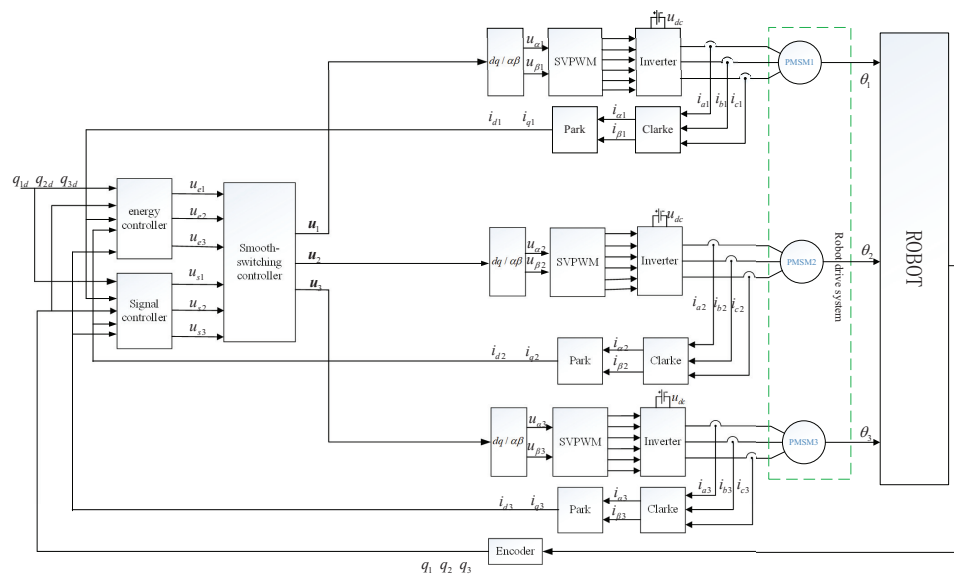 u_dc
dq / αβ
u_α1
u_β1
SVPWM
Inverter
PMSM1
θ_1
i_a1 i_b1 i_c1
i_d1 i_q1
Park
i_α1
i_β1
Clarke
q_1d q_2d q_3d
energy
controller
u_e1
u_e2
u_e3
Smooth-
switching
controller
u_1
u_2
u_3
Signal
controller
u_s1
u_s2
u_s3
u_dc
dq / αβ
u_α2
u_β2
SVPWM
Inverter
PMSM2
θ_2
i_a2 i_b2 i_c2
i_d2 i_q2
Park
i_α2
i_β2
Clarke
Robot drive system
ROBOT
u_dc
dq / αβ
u_α3
u_β3
SVPWM
Inverter
PMSM3
θ_3
i_a3 i_b3 i_c3
i_d3 i_q3
Park
i_α3
i_β3
Clarke
Encoder
q_1 q_2 q_3